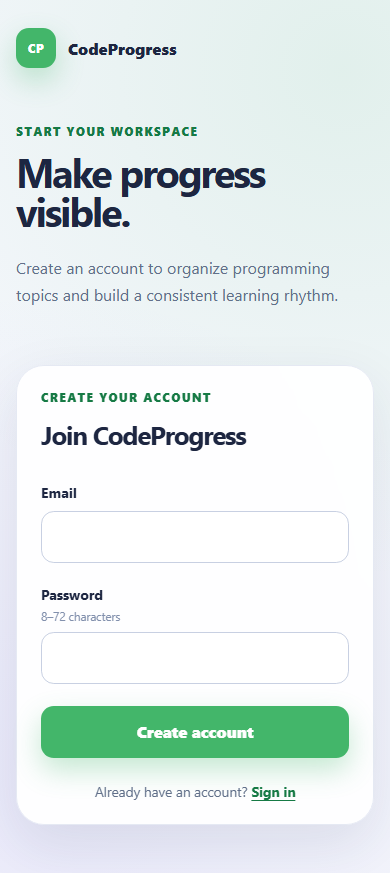 CP CodeProgress
START YOUR WORKSPACE
Make progress
visible.
Create an account to organize programming
topics and build a consistent learning rhythm.
CREATE YOUR ACCOUNT
Join CodeProgress
Email
Password
8–72 characters
Create account
Already have an account? Sign in